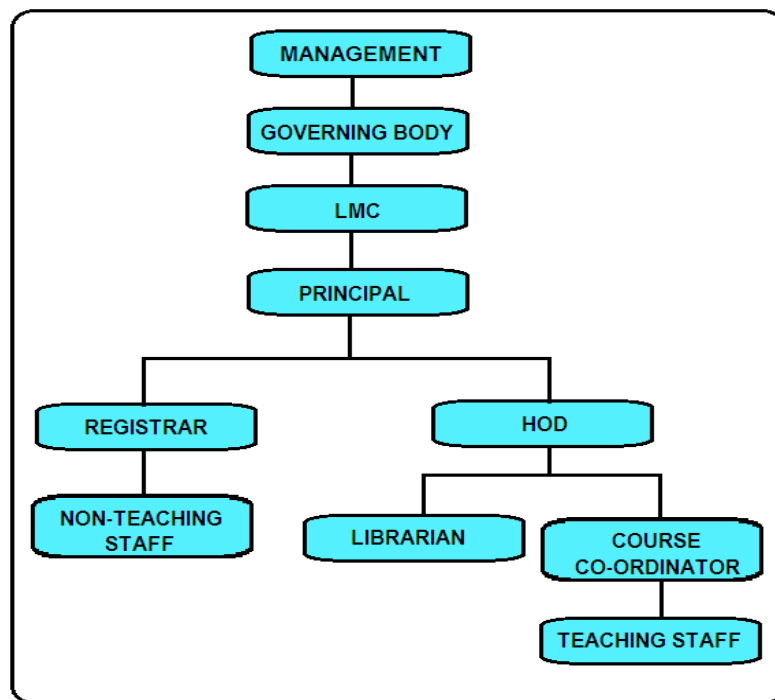 MANAGEMENT
GOVERNING BODY
LMC
PRINCIPAL
REGISTRAR
HOD
NON-TEACHING
STAFF
LIBRARIAN
COURSE
CO-ORDINATOR
TEACHING STAFF